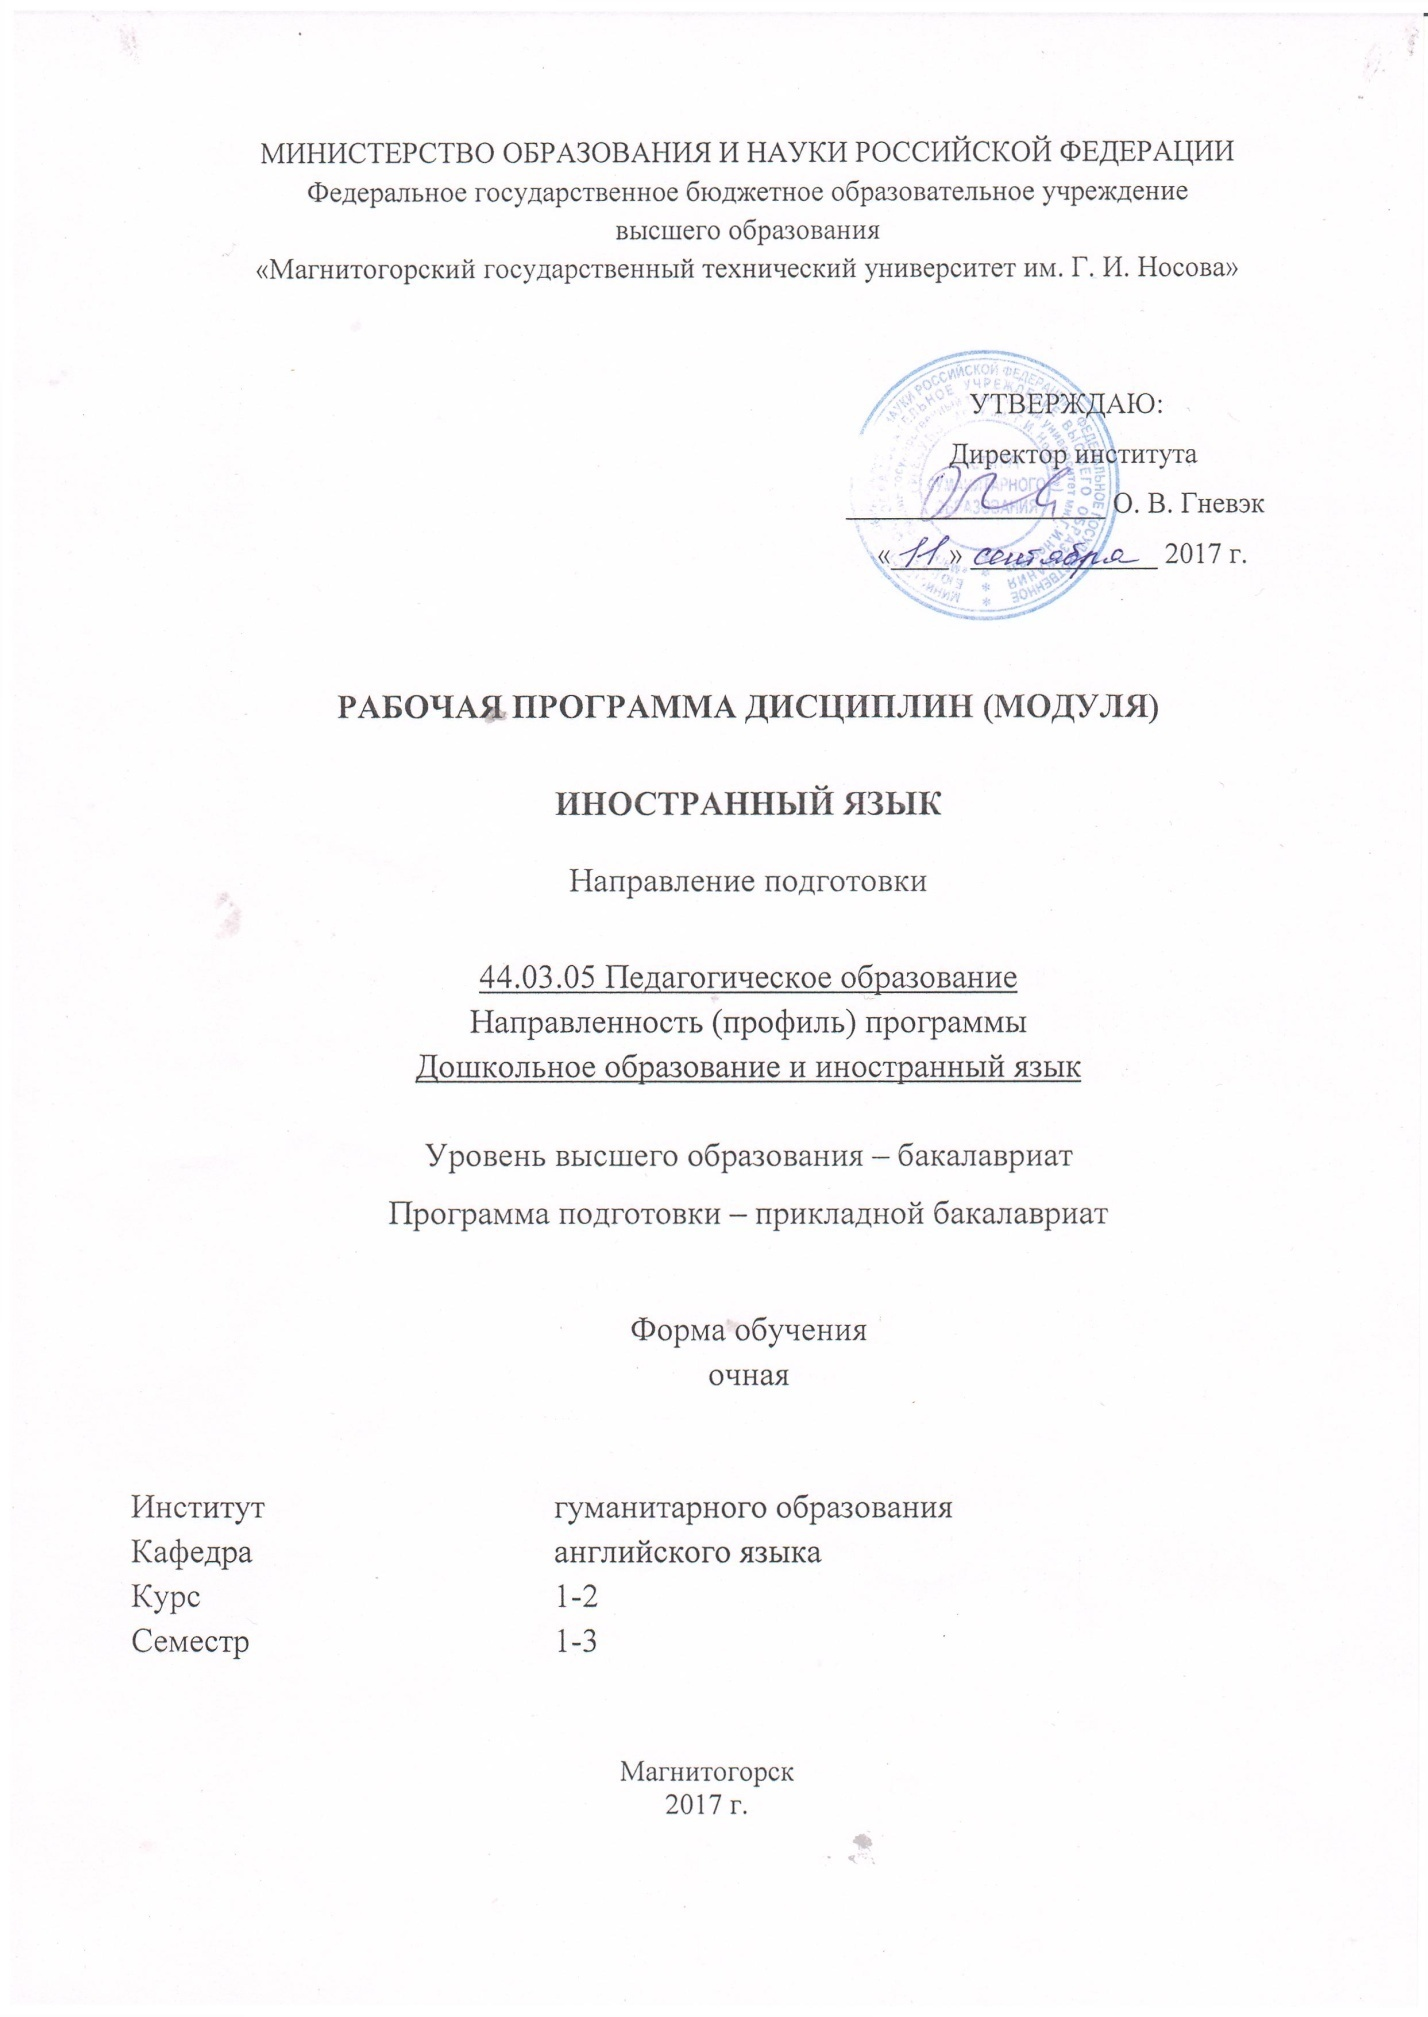 МИНИСТЕРСТВО ОБРАЗОВАНИЯ И НАУКИ РОССИЙСКОЙ ФЕДЕРАЦИИ
Федеральное государственное бюджетное образовательное учреждение
высшего образования
«Магнитогорский государственный технический университет им. Г. И. Носова»
УТВЕРЖДАЮ:
Директор института
О. В. Гневэк
«11» сентября 2017 г.
РАБОЧАЯ ПРОГРАММА ДИСЦИПЛИН (МОДУЛЯ)
ИНОСТРАННЫЙ ЯЗЫК
Направление подготовки
44.03.05 Педагогическое образование
Направленность (профиль) программы
Дошкольное образование и иностранный язык
Уровень высшего образования – бакалавриат
Программа подготовки – прикладной бакалавриат
Форма обучения
очная
Институт гуманитарного образования
Кафедра английского языка
Курс 1-2
Семестр 1-3
Магнитогорск
2017 г.